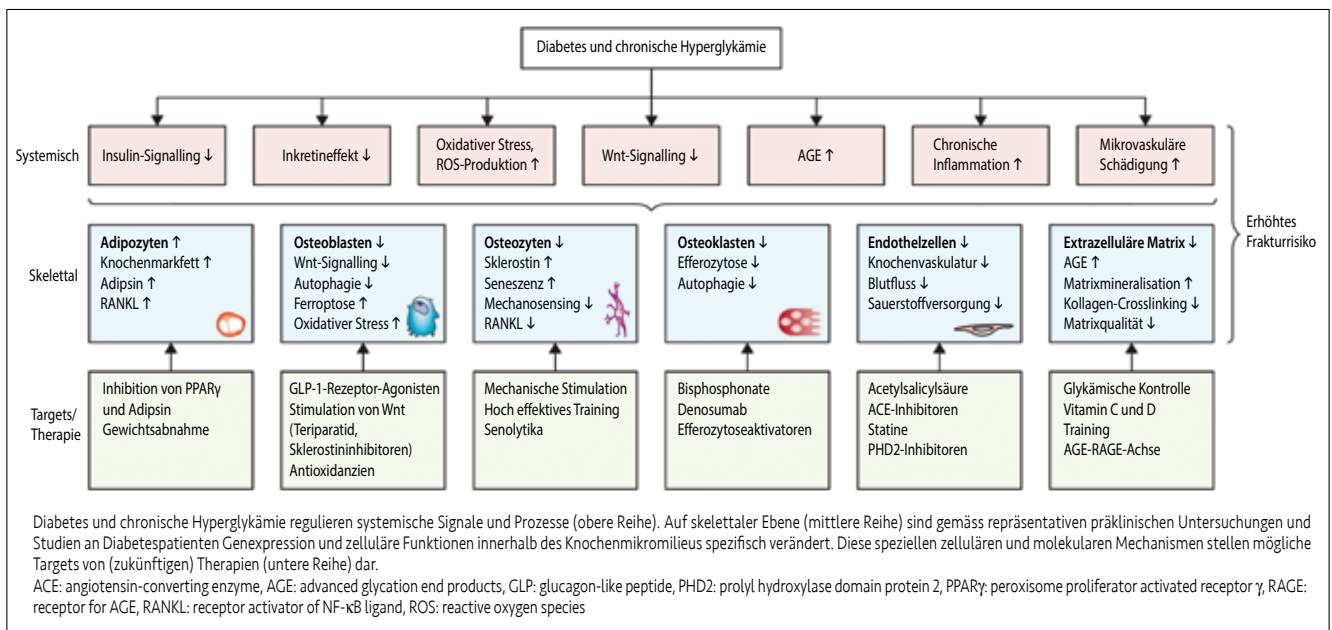 Diabetes und chronische Hyperglykämie
Systemisch
Insulin-Signalling ↓
Inkretineffekt ↓
Oxidativer Stress,
ROS-Produktion ↑
Wnt-Signalling ↓
AGE ↑
Chronische
Inflammation ↑
Mikrovaskuläre
Schädigung ↑
Erhöhtes
Frakturrisiko
Skelettal
Adipozyten ↑
Knochenmarkfett ↑
Adipsin ↑
RANKL ↑
Osteoblasten ↓
Wnt-Signalling ↓
Autophagie ↓
Ferroptose ↑
Oxidativer Stress ↑
Osteozyten ↓
Sklerostin ↑
Seneszenz ↑
Mechanosensing ↓
RANKL ↓
Osteoklasten ↓
Efferozytose ↓
Autophagie ↓
Endothelzellen ↓
Knochenvaskulatur ↓
Blutfluss ↓
Sauerstoffversorgung ↓
Extrazelluläre Matrix ↓
AGE ↑
Matrixmineralisation ↑
Kollagen-Crosslinking ↓
Matrixqualität ↓
Targets/
Therapie
Inhibition von PPARγ
und Adipsin
Gewichtsabnahme
GLP-1-Rezeptor-Agonisten
Stimulation von Wnt
(Teriparatid,
Sklerostininhibitoren)
Antioxidanzien
Mechanische Stimulation
Hoch effektives Training
Senolytika
Bisphosphonate
Denosumab
Efferozytoseaktivatoren
Acetylsalicylsäure
ACE-Inhibitoren
Statine
PHD2-Inhibitoren
Glykämische Kontrolle
Vitamin C und D
Training
AGE-RAGE-Achse
Diabetes und chronische Hyperglykämie regulieren systemische Signale und Prozesse (obere Reihe). Auf skelettaler Ebene (mittlere Reihe) sind gemäss repräsentativen präklinischen Untersuchungen und
Studien an Diabetespatienten Genexpression und zelluläre Funktionen innerhalb des Knochenmikromilieus spezifisch verändert. Diese speziellen zellulären und molekularen Mechanismen stellen mögliche
Targets von (zukünftigen) Therapien (untere Reihe) dar.
ACE: angiotensin-converting enzyme, AGE: advanced glycation end products, GLP: glucagon-like peptide, PHD2: prolyl hydroxylase domain protein 2, PPARγ: peroxisome proliferator activated receptor γ, RAGE:
receptor for AGE, RANKL: receptor activator of NF-κB ligand, ROS: reactive oxygen species